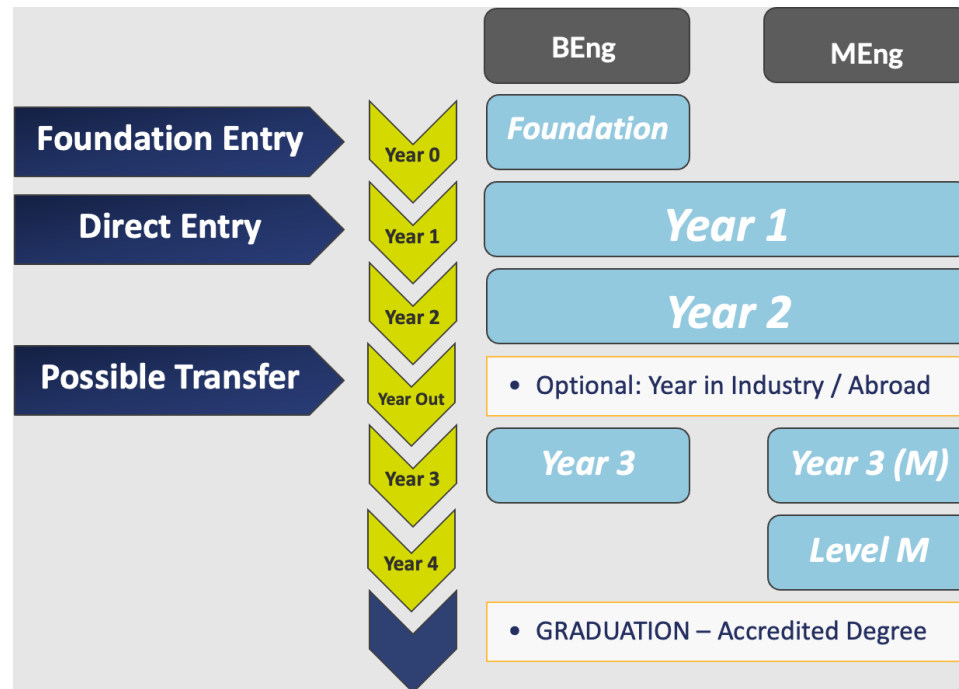 BEng
MEng
Foundation Entry
Year 0
Foundation
Direct Entry
Year 1
Year 1
Year 2
Year 2
Possible Transfer
Year Out
• Optional: Year in Industry / Abroad
Year 3
Year 3
Year 3 (M)
Year 4
Level M
• GRADUATION – Accredited Degree